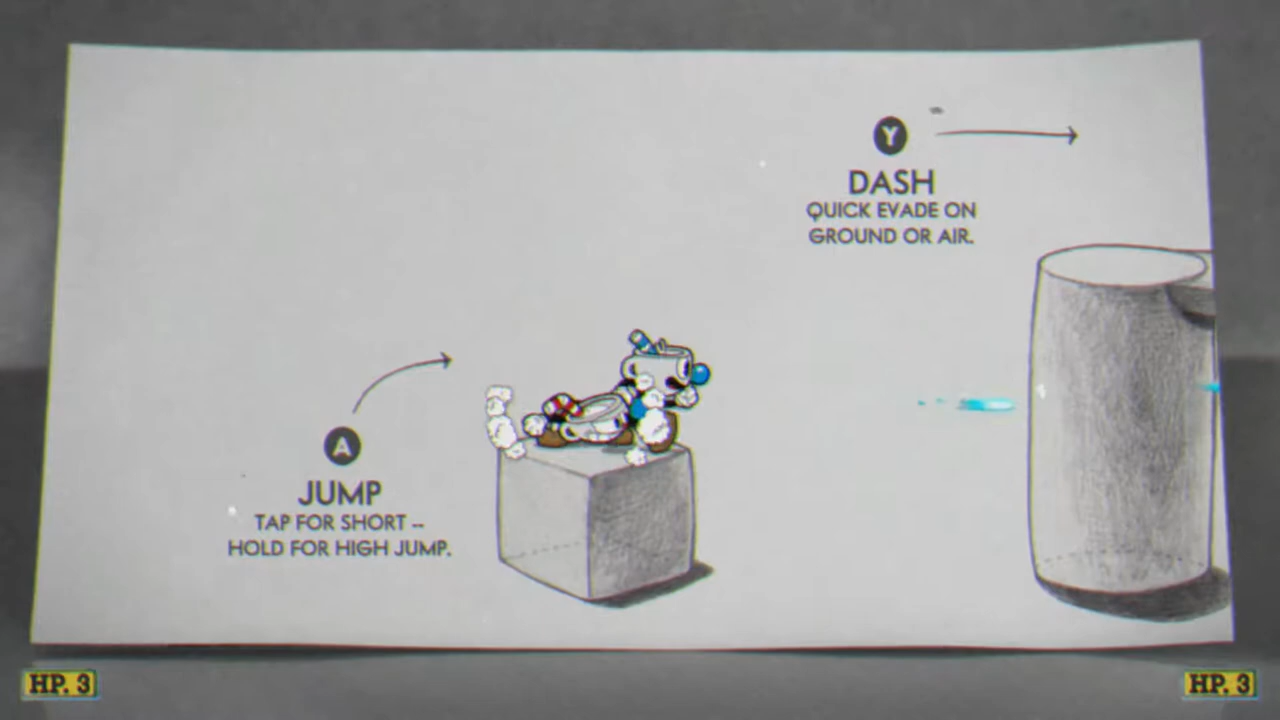 Y
DASH
QUICK EVADE ON
GROUND OR AIR.
A
JUMP
TAP FOR SHORT --
HOLD FOR HIGH JUMP.
HP. 3
HP. 3